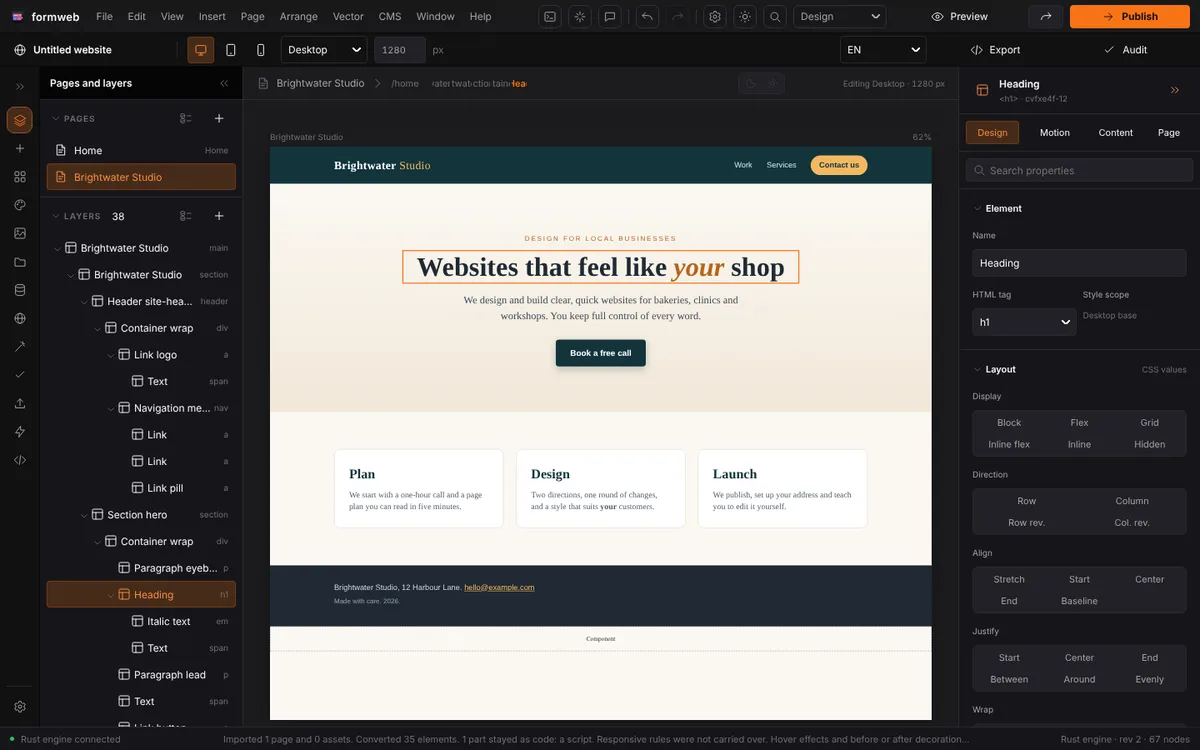 formweb File Edit View Insert Page Arrange Vector CMS Window Help Design Preview Publish
Untitled website Desktop 1280 px EN Export Audit
Pages and layers
PAGES
Home Home
Brightwater Studio
LAYERS 38
Brightwater Studio main
Brightwater Studio section
Header site-hea... header
Container wrap div
Link logo a
Text span
Navigation me... nav
Link a
Link a
Link pill a
Section hero section
Container wrap div
Paragraph eyeb... p
Heading h1
Italic text em
Text span
Paragraph lead p
Text span
Brightwater Studio /home
Editing Desktop · 1280 px
Brightwater Studio 62%
Brightwater Studio Work Services Contact us
DESIGN FOR LOCAL BUSINESSES
Websites that feel like your shop
We design and build clear, quick websites for bakeries, clinics and
workshops. You keep full control of every word.
Book a free call
Plan
We start with a one-hour call and a page
plan you can read in five minutes.
Design
Two directions, one round of changes,
and a style that suits your customers.
Launch
We publish, set up your address and teach
you to edit it yourself.
Brightwater Studio, 12 Harbour Lane. hello@example.com
Made with care. 2026.
Component
Heading
<h1> · cvfxe4f-12
Design Motion Content Page
Search properties
Element
Name
Heading
HTML tag Style scope
h1 Desktop base
Layout CSS values
Display
Block Flex Grid
Inline flex Inline Hidden
Direction
Row Column
Row rev. Col. rev.
Align
Stretch Start Center
End Baseline
Justify
Start Center End
Between Around Evenly
Wrap
Rust engine connected
Imported 1 page and 0 assets. Converted 35 elements. 1 part stayed as code: a script. Responsive rules were not carried over. Hover effects and before or after decoration...
Rust engine · rev 2 · 67 nodes